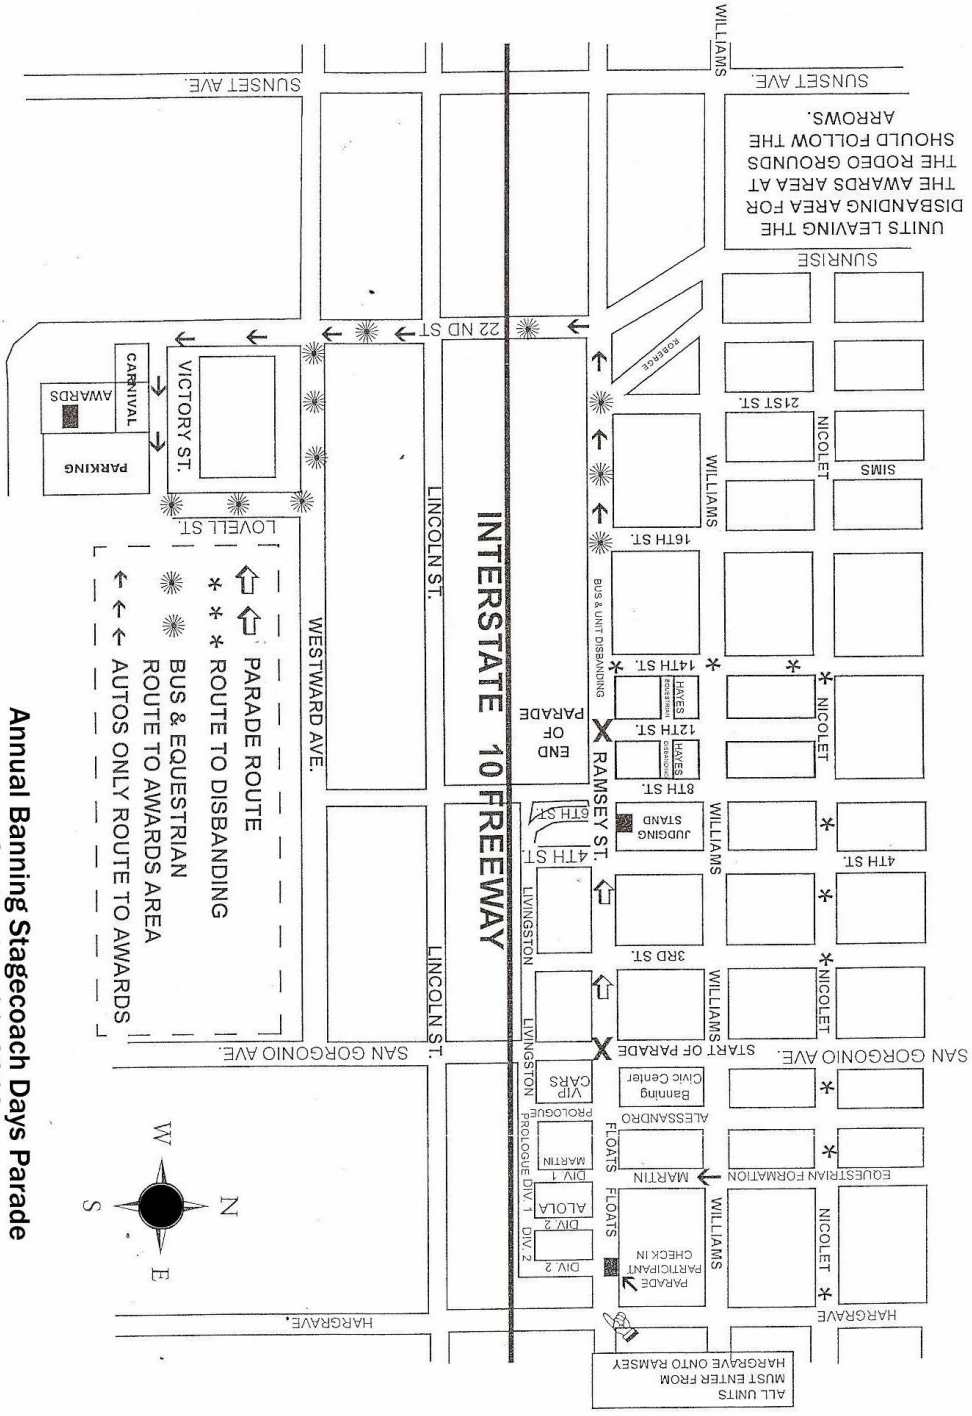 WILLIAMS
SUNSET AVE.
SUNSET AVE.
UNITS LEAVING THE
DISBANDING AREA FOR
THE AWARDS AREA AT
THE RODEO GROUNDS
SHOULD FOLLOW THE
ARROWS.
SUNRISE
22 ND ST
ROBERGE
21ST ST.
NICOLET
SIMS
WILLIAMS
16TH ST.
CARNIVAL
AWARDS
PARKING
VICTORY ST.
LOVELL ST.
LINCOLN ST.
INTERSTATE 10 FREEWAY
WESTWARD AVE.
PARADE ROUTE
* * * ROUTE TO DISBANDING
BUS & EQUESTRIAN
ROUTE TO AWARDS AREA
AUTOS ONLY ROUTE TO AWARDS
BUS & UNIT DISBANDING
14TH ST.
HAYES
EQUESTRIAN
12TH ST.
HAYES
DISBANDING
8TH ST.
NICOLET
END
OF
PARADE
X RAMSEY ST.
6TH ST.
4TH ST.
JUDGING
STAND
WILLIAMS
4TH ST.
LIVINGSTON
3RD ST.
WILLIAMS
NICOLET
LINCOLN ST.
LIVINGSTON
SAN GORGONIO AVE.
X START OF PARADE
SAN GORGONIO AVE.
VIP
CARS
Banning
Civic Center
PROLOGUE
ALESSANDRO
PROLOGUE
FLOATS
MARTIN
DIV. 1
DIV. 1
MARTIN
EQUESTRIAN FORMATION
ALOLA
DIV. 2
DIV. 2
DIV. 2
FLOATS
PARADE
PARTICIPANT
CHECK IN
WILLIAMS
NICOLET
HARGRAVE.
HARGRAVE
ALL UNITS
MUST ENTER FROM
HARGRAVE ONTO RAMSEY
N
W
E
S
Annual Banning Stagecoach Days Parade